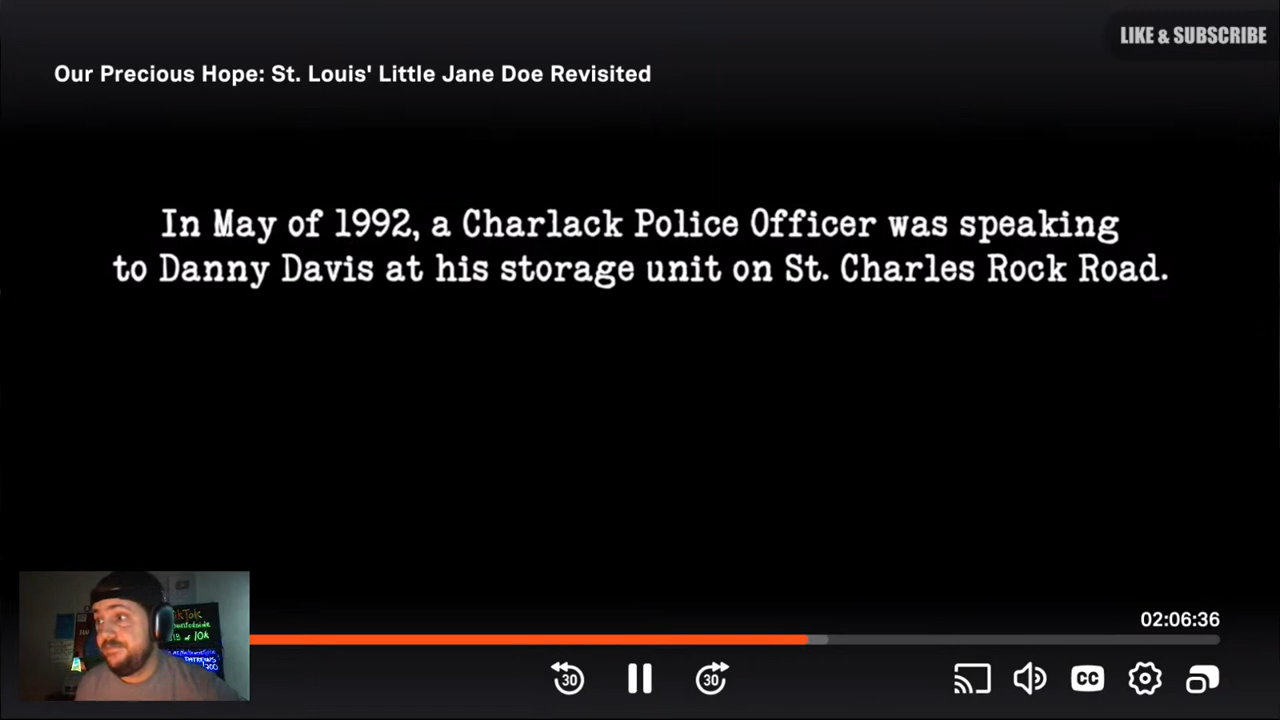 LIKE & SUBSCRIBE
Our Precious Hope: St. Louis' Little Jane Doe Revisited
In May of 1992, a Charlack Police Officer was speaking
to Danny Davis at his storage unit on St. Charles Rock Road.
02:06:36
30
30
CC
of 10k